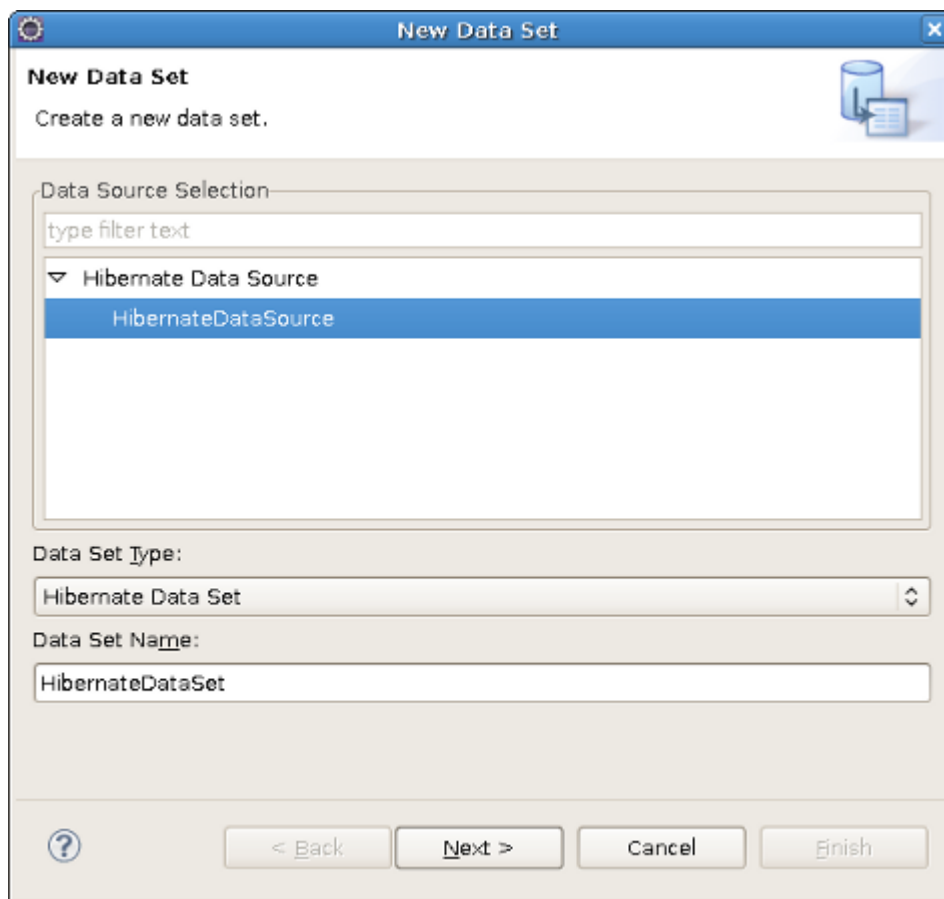 New Data Set
New Data Set
Create a new data set.
Data Source Selection
type filter text
Hibernate Data Source
HibernateDataSource
Data Set Type:
Hibernate Data Set
Data Set Name:
HibernateDataSet
< Back
Next >
Cancel
Finish